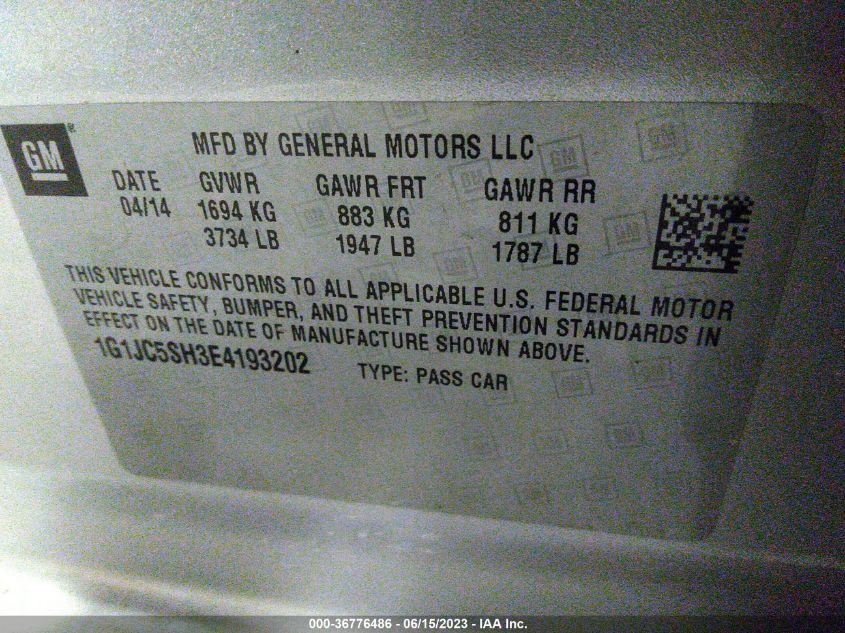 GM®
MFD BY GENERAL MOTORS LLC
DATE GVWR GAWR FRT GAWR RR
04/14 1694 KG 883 KG 811 KG
3734 LB 1947 LB 1787 LB
THIS VEHICLE CONFORMS TO ALL APPLICABLE U.S. FEDERAL MOTOR
VEHICLE SAFETY, BUMPER, AND THEFT PREVENTION STANDARDS IN
EFFECT ON THE DATE OF MANUFACTURE SHOWN ABOVE.
1G1JC5SH3E4193202 TYPE: PASS CAR
000-36776486 - 06/15/2023 - IAA Inc.